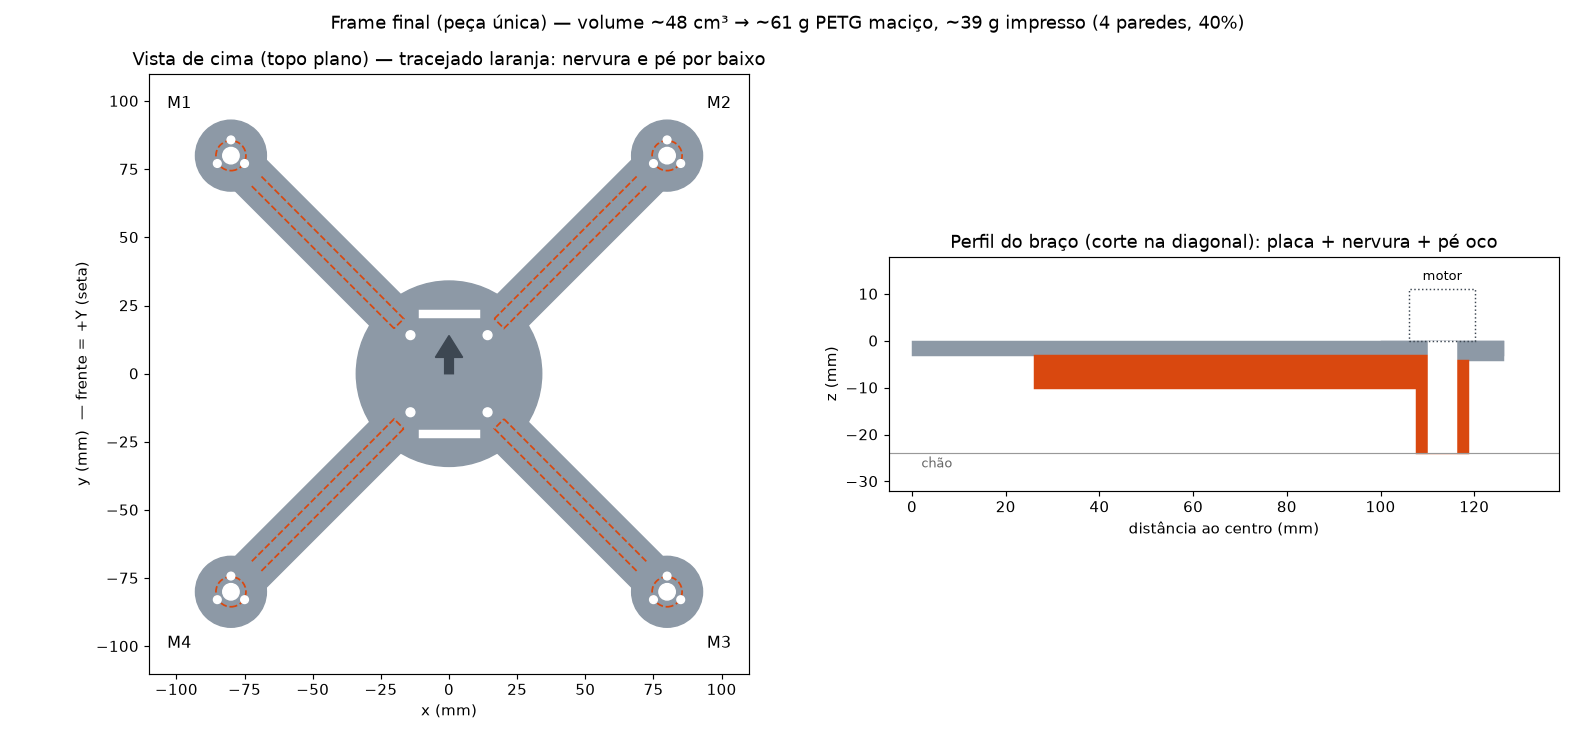 Frame final (peça única) — volume ~48 cm³ → ~61 g PETG maciço, ~39 g impresso (4 paredes, 40%)
Vista de cima (topo plano) — tracejado laranja: nervura e pé por baixo
M1
M2
M4
M3
100
75
50
25
0
−25
−50
−75
−100
y (mm) — frente = +Y (seta)
−100
−75
−50
−25
0
25
50
75
100
x (mm)
Perfil do braço (corte na diagonal): placa + nervura + pé oco
motor
chão
10
0
−10
−20
−30
z (mm)
0
20
40
60
80
100
120
distância ao centro (mm)